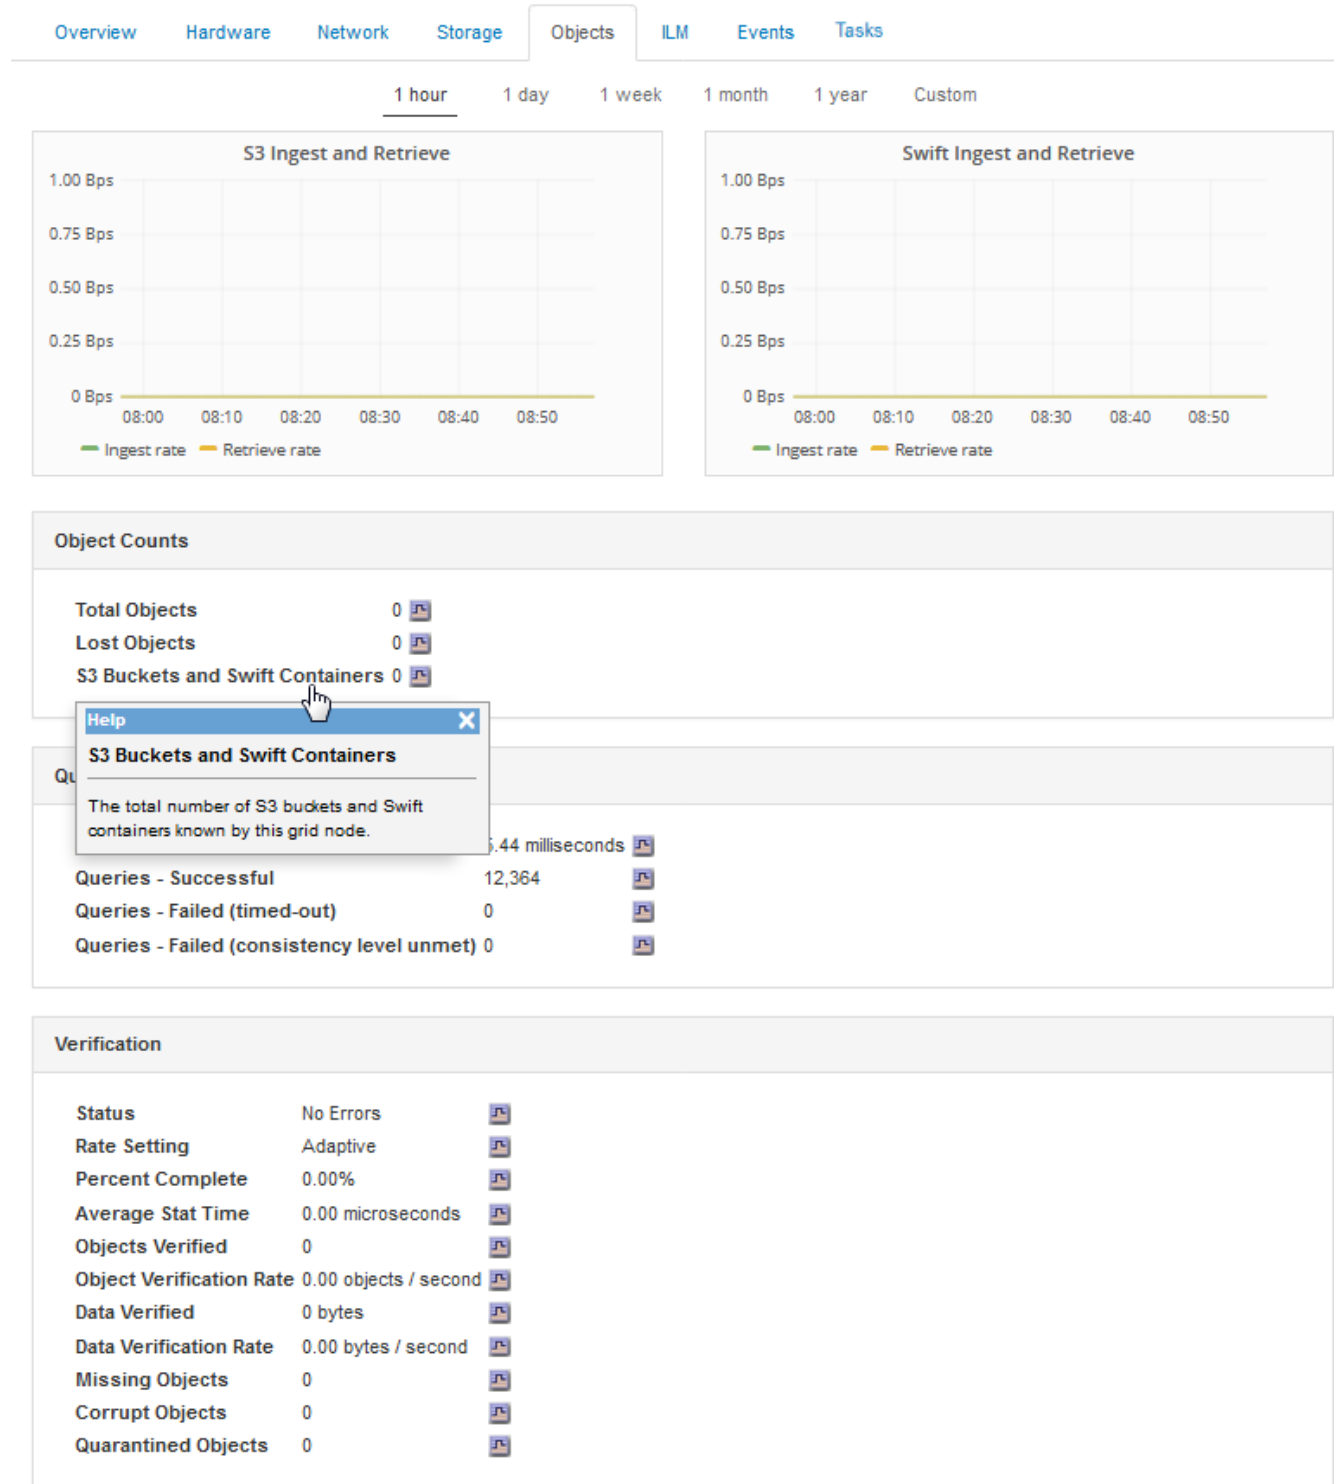 Overview Hardware Network Storage Objects ILM Events Tasks
1 hour 1 day 1 week 1 month 1 year Custom
S3 Ingest and Retrieve
1.00 Bps
0.75 Bps
0.50 Bps
0.25 Bps
0 Bps
08:00 08:10 08:20 08:30 08:40 08:50
Ingest rate Retrieve rate
Swift Ingest and Retrieve
1.00 Bps
0.75 Bps
0.50 Bps
0.25 Bps
0 Bps
08:00 08:10 08:20 08:30 08:40 08:50
Ingest rate Retrieve rate
Object Counts
Total Objects 0
Lost Objects 0
S3 Buckets and Swift Containers 0
Help
S3 Buckets and Swift Containers
The total number of S3 buckets and Swift
containers known by this grid node.
.44 milliseconds
Queries - Successful 12,364
Queries - Failed (timed-out) 0
Queries - Failed (consistency level unmet) 0
Verification
Status No Errors
Rate Setting Adaptive
Percent Complete 0.00%
Average Stat Time 0.00 microseconds
Objects Verified 0
Object Verification Rate 0.00 objects / second
Data Verified 0 bytes
Data Verification Rate 0.00 bytes / second
Missing Objects 0
Corrupt Objects 0
Quarantined Objects 0